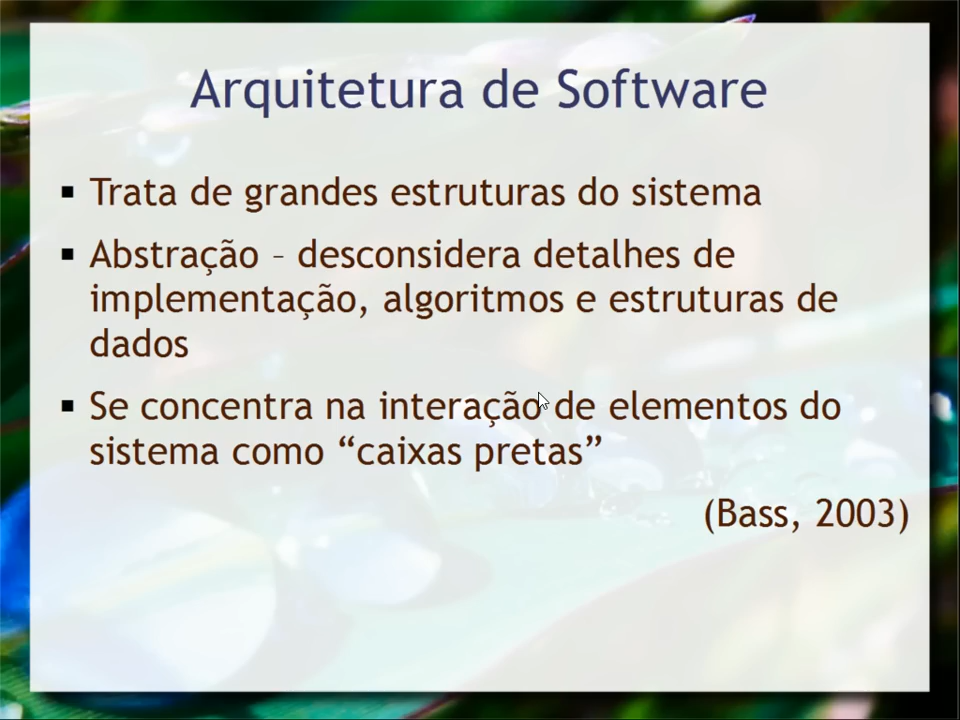 Arquitetura de Software
▪ Trata de grandes estruturas do sistema
▪ Abstração – desconsidera detalhes de
implementação, algoritmos e estruturas de
dados
▪ Se concentra na interação de elementos do
sistema como “caixas pretas”
(Bass, 2003)